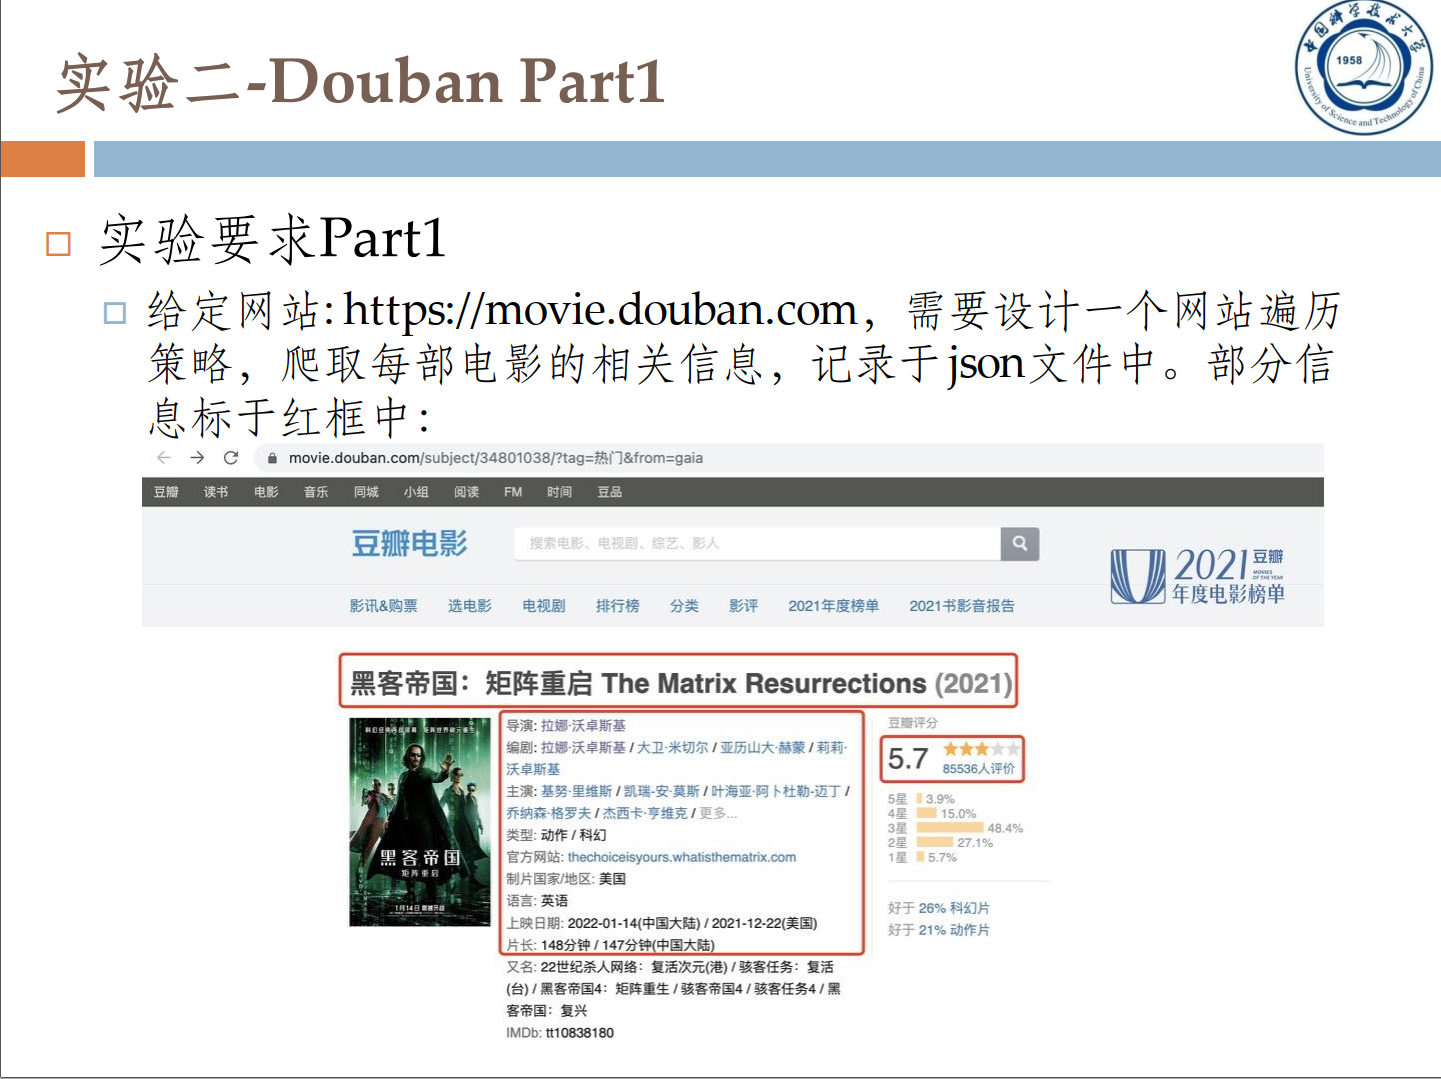 实验二-Douban Part1
中国科学技术大学
1958
University of Science and Technology of China
实验要求Part1
给定网站: https://movie.douban.com，需要设计一个网站遍历
策略，爬取每部电影的相关信息，记录于json文件中。部分信
息标于红框中：
movie.douban.com/subject/34801038/?tag=热门&from=gaia
豆瓣 读书 电影 音乐 同城 小组 阅读 FM 时间 豆品
豆瓣电影
搜索电影、电视剧、综艺、影人
2021 豆瓣
MOVIES
OF THE YEAR
年度电影榜单
影讯&购票 选电影 电视剧 排行榜 分类 影评 2021年度榜单 2021书影音报告
黑客帝国：矩阵重启 The Matrix Resurrections (2021)
黑客帝国
矩阵重启
1月14日
导演: 拉娜·沃卓斯基
编剧: 拉娜·沃卓斯基 / 大卫·米切尔 / 亚历山大·赫蒙 / 莉莉·
沃卓斯基
主演: 基努·里维斯 / 凯瑞-安·莫斯 / 叶海亚·阿卜杜勒-迈丁 /
乔纳森·格罗夫 / 杰西卡·亨维克 / 更多...
类型: 动作 / 科幻
官方网站: thechoiceisyours.whatisthematrix.com
制片国家/地区: 美国
语言: 英语
上映日期: 2022-01-14(中国大陆) / 2021-12-22(美国)
片长: 148分钟 / 147分钟(中国大陆)
又名: 22世纪杀人网络：复活次元(港) / 骇客任务：复活
(台) / 黑客帝国4：矩阵重生 / 骇客帝国4 / 骇客任务4 / 黑
客帝国：复兴
IMDb: tt10838180
豆瓣评分
5.7
85536人评价
5星 3.9%
4星 15.0%
3星 48.4%
2星 27.1%
1星 5.7%
好于 26% 科幻片
好于 21% 动作片